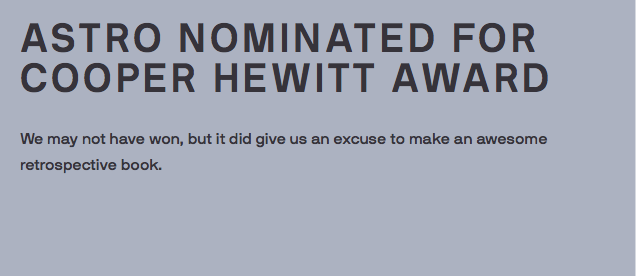 ASTRO NOMINATED FOR
COOPER HEWITT AWARD
We may not have won, but it did give us an excuse to make an awesome
retrospective book.